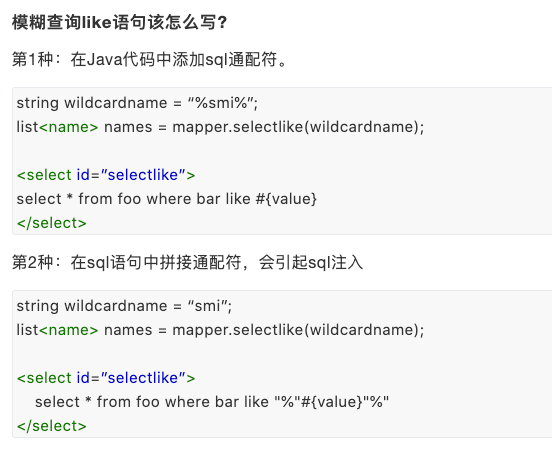 模糊查询like语句该怎么写?
第1种：在Java代码中添加sql通配符。
string wildcardname = “%smi%”;
list<name> names = mapper.selectlike(wildcardname);
<select id=”selectlike”>
select * from foo where bar like #{value}
</select>
第2种：在sql语句中拼接通配符，会引起sql注入
string wildcardname = “smi”;
list<name> names = mapper.selectlike(wildcardname);
<select id=”selectlike”>
select * from foo where bar like "%"#{value}"%"
</select>